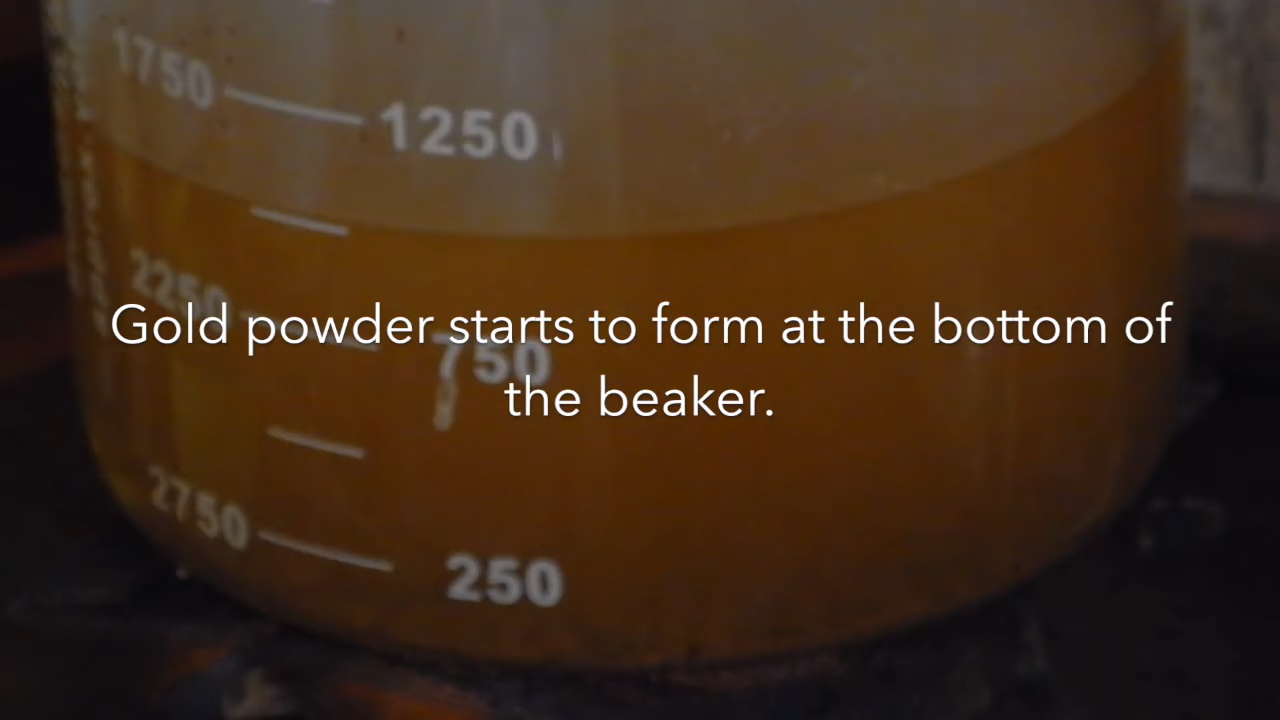 1750 1250
2250
Gold powder starts to form at the bottom of
750
the beaker.
2750 250